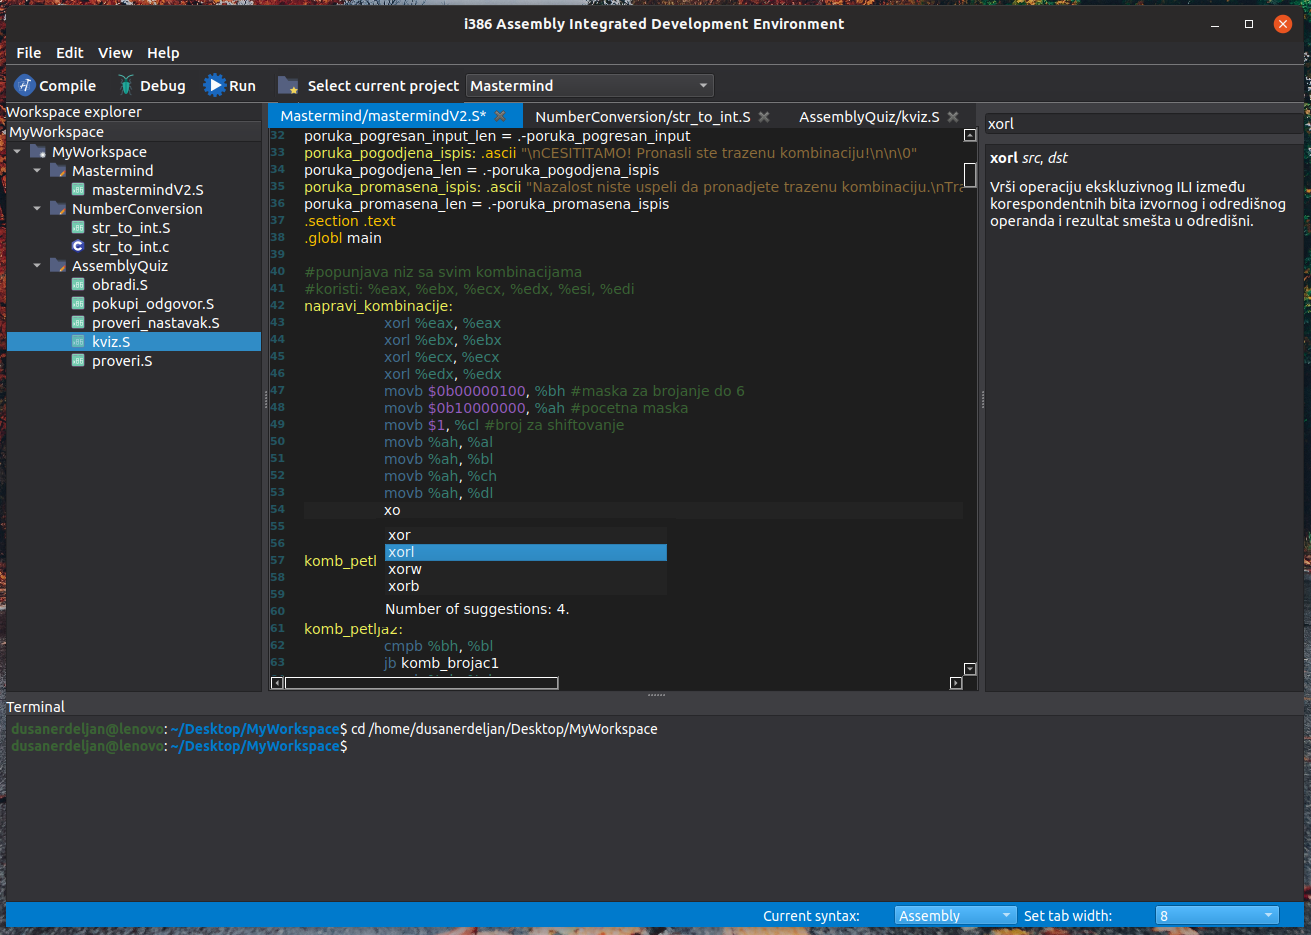 i386 Assembly Integrated Development Environment
File Edit View Help
Compile Debug Run Select current project Mastermind
Workspace explorer
MyWorkspace
MyWorkspace
Mastermind
mastermindV2.S
NumberConversion
str_to_int.S
str_to_int.c
AssemblyQuiz
obradi.S
pokupi_odgovor.S
proveri_nastavak.S
kviz.S
proveri.S
Mastermind/mastermindV2.S* NumberConversion/str_to_int.S AssemblyQuiz/kviz.S
32 poruka_pogresan_input_len = .-poruka_pogresan_input
33 poruka_pogodjena_ispis: .ascii "\nCESITITAMO! Pronasli ste trazenu kombinaciju!\n\n\0"
34 poruka_pogodjena_len = .-poruka_pogodjena_ispis
35 poruka_promasena_ispis: .ascii "Nazalost niste uspeli da pronadjete trazenu kombinaciju.\nTra
36 poruka_promasena_len = .-poruka_promasena_ispis
37 .section .text
38 .globl main
39
40 #popunjava niz sa svim kombinacijama
41 #koristi: %eax, %ebx, %ecx, %edx, %esi, %edi
42 napravi_kombinacije:
43 xorl %eax, %eax
44 xorl %ebx, %ebx
45 xorl %ecx, %ecx
46 xorl %edx, %edx
47 movb $0b00000100, %bh #maska za brojanje do 6
48 movb $0b10000000, %ah #pocetna maska
49 movb $1, %cl #broj za shiftovanje
50 movb %ah, %al
51 movb %ah, %bl
52 movb %ah, %ch
53 movb %ah, %dl
54 xo
55
56
57 komb_petl
58
59
60
61 komb_petlja2:
62 cmpb %bh, %bl
63 jb komb_brojac1
xor
xorl
xorw
xorb
Number of suggestions: 4.
xorl
xorl src, dst
Vrši operaciju ekskluzivnog ILI između
korespondentnih bita izvornog i odredišnog
operanda i rezultat smešta u odredišni.
Terminal
dusanerdeljan@lenovo:~/Desktop/MyWorkspace$ cd /home/dusanerdeljan/Desktop/MyWorkspace
dusanerdeljan@lenovo:~/Desktop/MyWorkspace$
Current syntax: Assembly Set tab width: 8